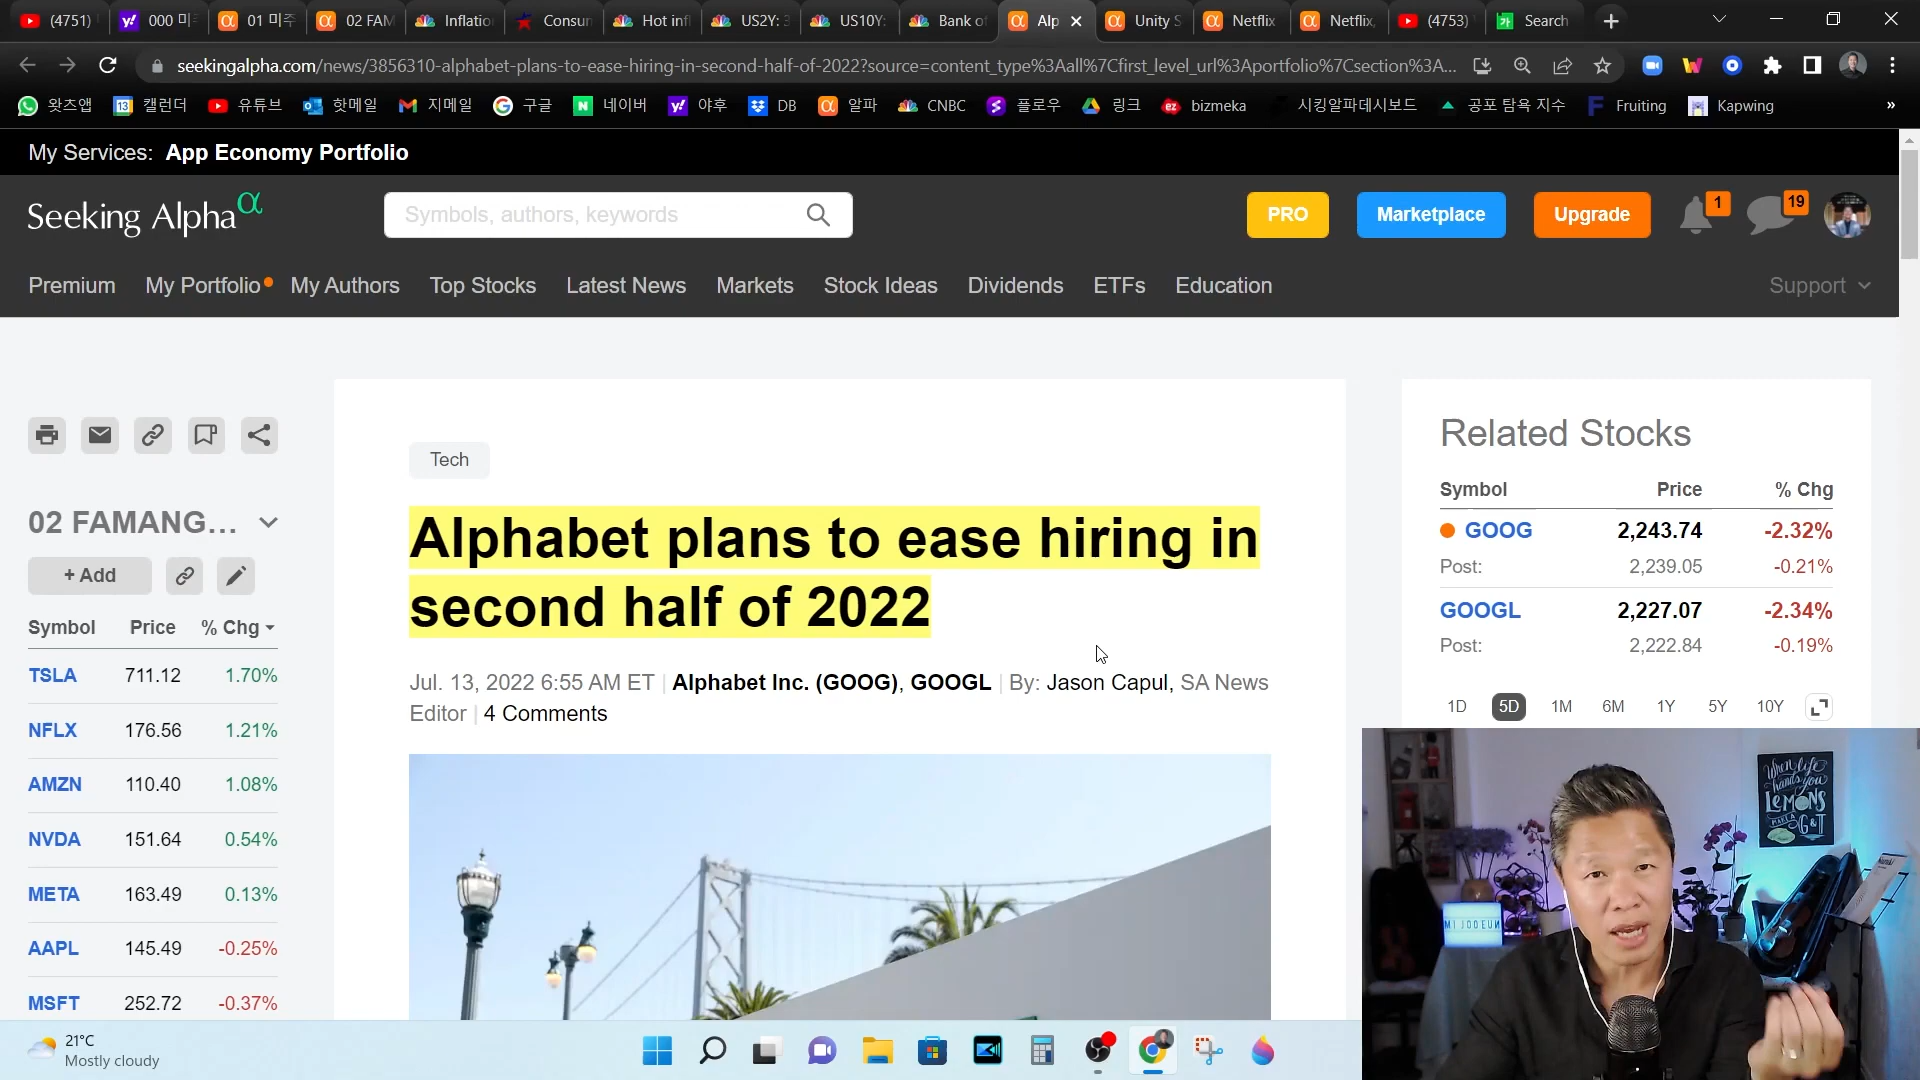 (4751)
000 미
01 미주
02 FAM
Inflatio
Consun
Hot infl
US2Y: 3
US10Y:
Bank o
Alp
Unity S
Netflix
Netflix,
(4753)
Search
seekingalpha.com/news/3856310-alphabet-plans-to-ease-hiring-in-second-half-of-2022?source=content_type%3Aall%7Cfirst_level_url%3Aportfolio%7Csection%3A...
왓츠앱
캘린더
유튜브
핫메일
지메일
구글
네이버
야후
DB
알파
CNBC
플로우
링크
bizmeka
시킹알파데시보드
공포 탐욕 지수
Fruiting
Kapwing
»
My Services: App Economy Portfolio
Seeking Alpha α
Symbols, authors, keywords
PRO
Marketplace
Upgrade
1
19
Premium
My Portfolio
My Authors
Top Stocks
Latest News
Markets
Stock Ideas
Dividends
ETFs
Education
Support
02 FAMANG...
+ Add
Symbol Price % Chg
TSLA 711.12 1.70%
NFLX 176.56 1.21%
AMZN 110.40 1.08%
NVDA 151.64 0.54%
META 163.49 0.13%
AAPL 145.49 -0.25%
MSFT 252.72 -0.37%
Tech
Alphabet plans to ease hiring in
second half of 2022
Jul. 13, 2022 6:55 AM ET | Alphabet Inc. (GOOG), GOOGL | By: Jason Capul, SA News
Editor | 4 Comments
Related Stocks
Symbol Price % Chg
GOOG 2,243.74 -2.32%
Post: 2,239.05 -0.21%
GOOGL 2,227.07 -2.34%
Post: 2,222.84 -0.19%
1D 5D 1M 6M 1Y 5Y 10Y
When life
hands you
LEMONS
MAKE A
G&T
21°C
Mostly cloudy